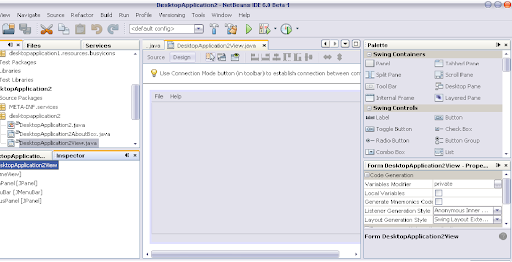 DesktopApplication2 - NetBeans IDE 6.0 Beta 1
View Navigate Source Refactor Build Run Profile Versioning Tools Window Help
<default config>
Files Services
desktopapplication1.resources.busyicons
Test Packages
Libraries
Test Libraries
DesktopApplication2
Source Packages
META-INF.services
desktopapplication2
DesktopApplication2.java
DesktopApplication2AboutBox.java
DesktopApplication2View.java
Inspector
DesktopApplication2View
Panel [JPanel]
uBar [JMenuBar]
usPanel [JPanel]
.java DesktopApplication2View.java
Source Design
Use Connection Mode button (in toolbar) to establish connection between com
File Help
Palette
Swing Containers
Panel Tabbed Pane
Split Pane Scroll Pane
Tool Bar Desktop Pane
Internal Frame Layered Pane
Swing Controls
label Label Button
Toggle Button Check Box
Radio Button Button Group
Combo Box List
Form DesktopApplication2View - Prope...
Code Generation
Variables Modifier private
Local Variables
Generate Mnemonics Code
Listener Generation Style Anonymous Inner ...
Layout Generation Style Swing Layout Exte...
Form DesktopApplication2View